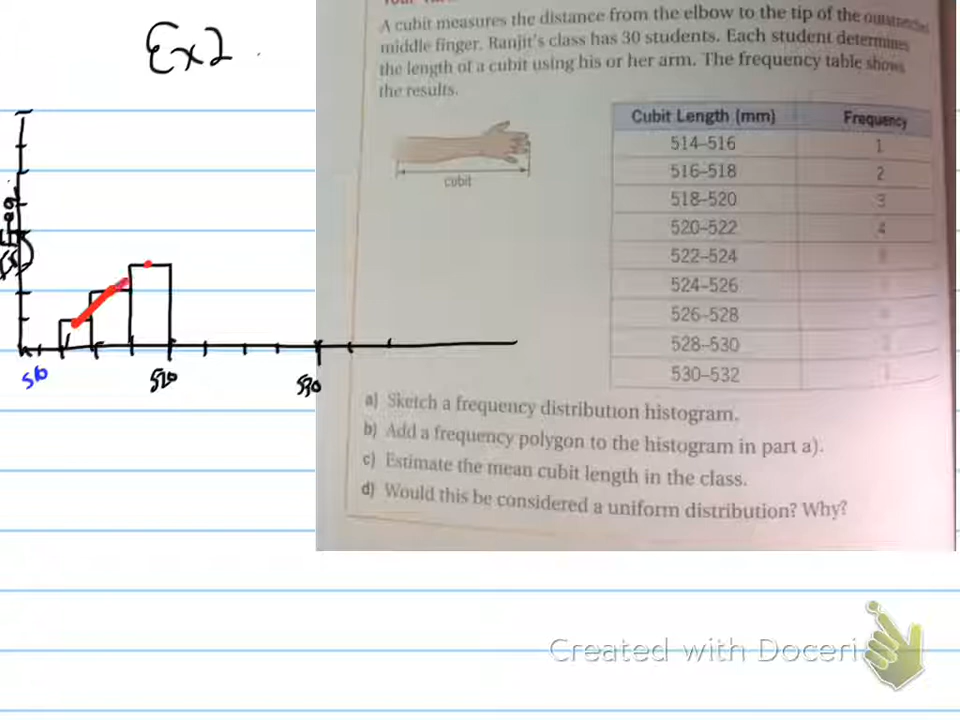 Ex2
A cubit measures the distance from the elbow to the tip of the outstretched
middle finger. Ranjit's class has 30 students. Each student determines
the length of a cubit using his or her arm. The frequency table shows
the results.
cubit
Cubit Length (mm) Frequency
514–516 1
516–518 2
518–520 3
520–522 4
522–524
524–526
526–528
528–530
530–532
a) Sketch a frequency distribution histogram.
b) Add a frequency polygon to the histogram in part a).
c) Estimate the mean cubit length in the class.
d) Would this be considered a uniform distribution? Why?
510
520
530
Created with Doceri